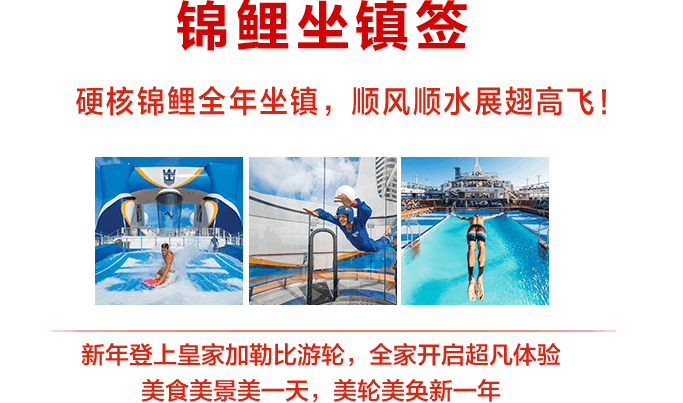 锦鲤坐镇签
硬核锦鲤全年坐镇，顺风顺水展翅高飞！
新年登上皇家加勒比游轮，全家开启超凡体验
美食美景美一天，美轮美奂新一年